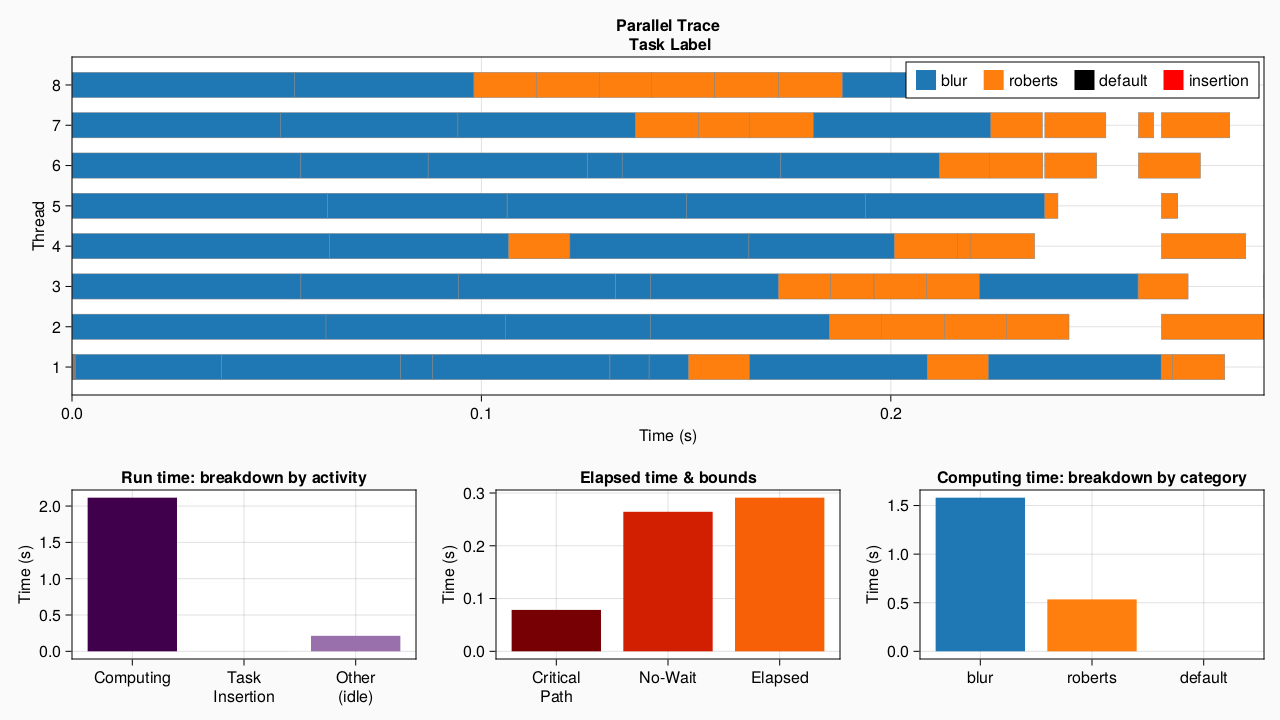 Parallel Trace
Task Label
blur
roberts
default
insertion
8
7
6
5
4
3
2
1
Thread
0.0
0.1
0.2
Time (s)
Run time: breakdown by activity
2.0
1.5
1.0
0.5
0.0
Time (s)
Computing
Task
Insertion
Other
(idle)
Elapsed time & bounds
0.3
0.2
0.1
0.0
Time (s)
Critical
Path
No-Wait
Elapsed
Computing time: breakdown by category
1.5
1.0
0.5
0.0
Time (s)
blur
roberts
default